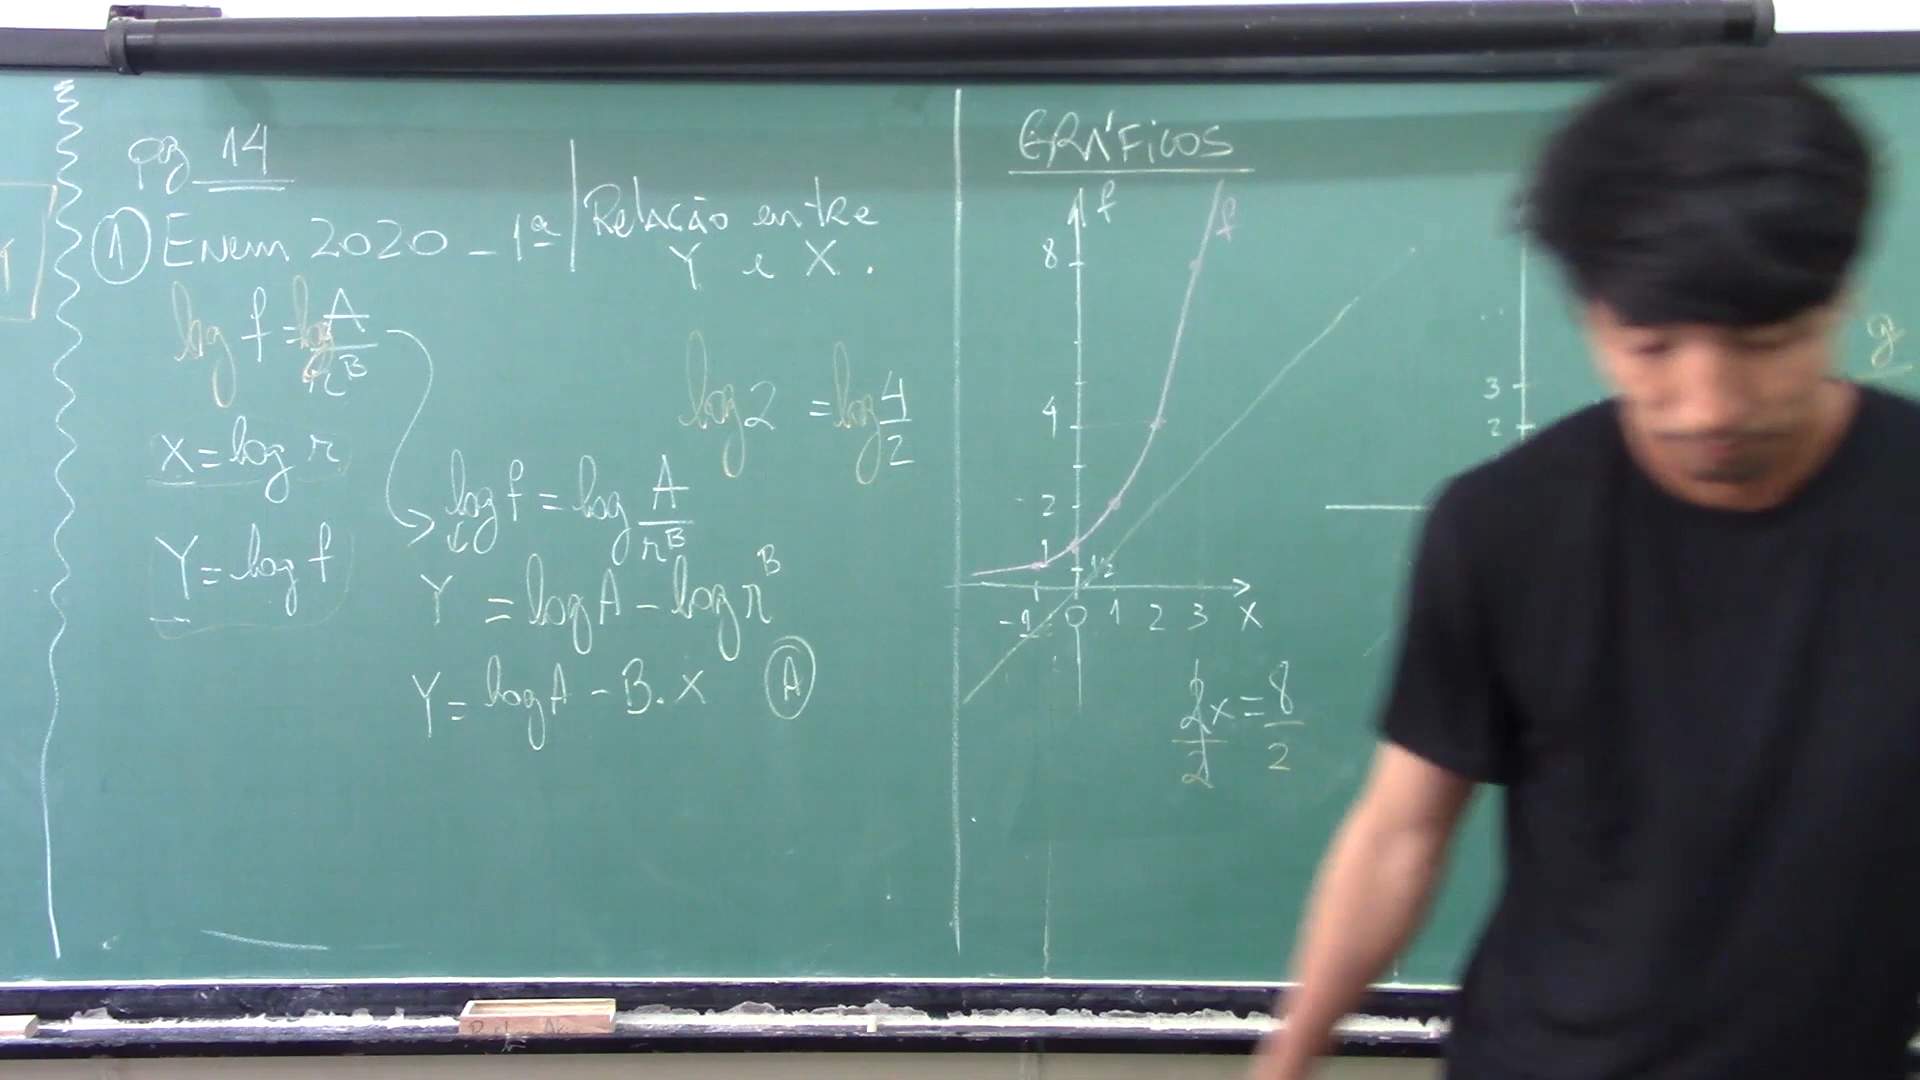 pg 14
① Enem 2020 - 1ª | Relação entre
Y e X.
log f = log A/r^B
X = log r
Y = log f
log 2 = log 4/2
log f = log A/r^B
Y = log A - log r^B
Y = log A - B . X Ⓐ
GRÁFICOS
f
f
8
4
2
1
1/2
-1 0 1 2 3 X
2x/2 = 8/2
3
2
g